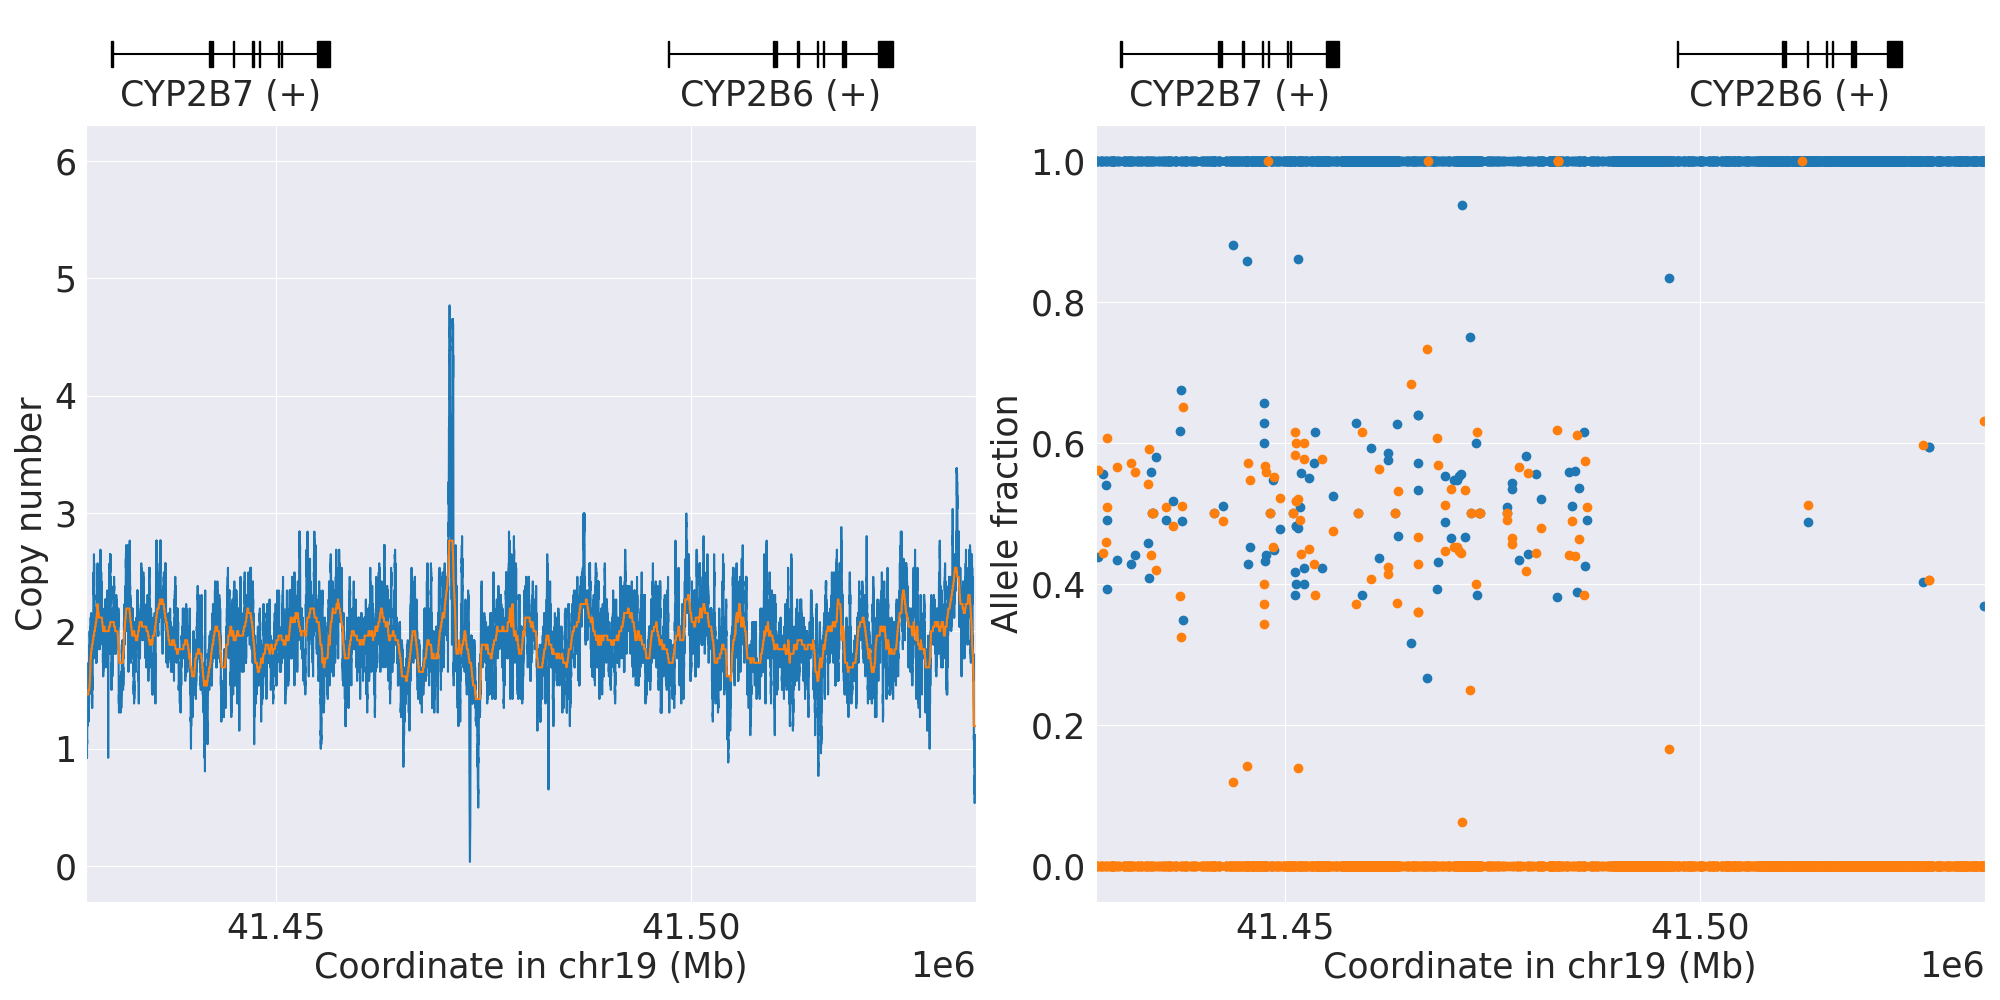 CYP2B7 (+)
CYP2B6 (+)
6
5
4
3
2
1
0
Copy number
41.45
41.50
Coordinate in chr19 (Mb)
1e6
CYP2B7 (+)
CYP2B6 (+)
1.0
0.8
0.6
0.4
0.2
0.0
Allele fraction
41.45
41.50
Coordinate in chr19 (Mb)
1e6